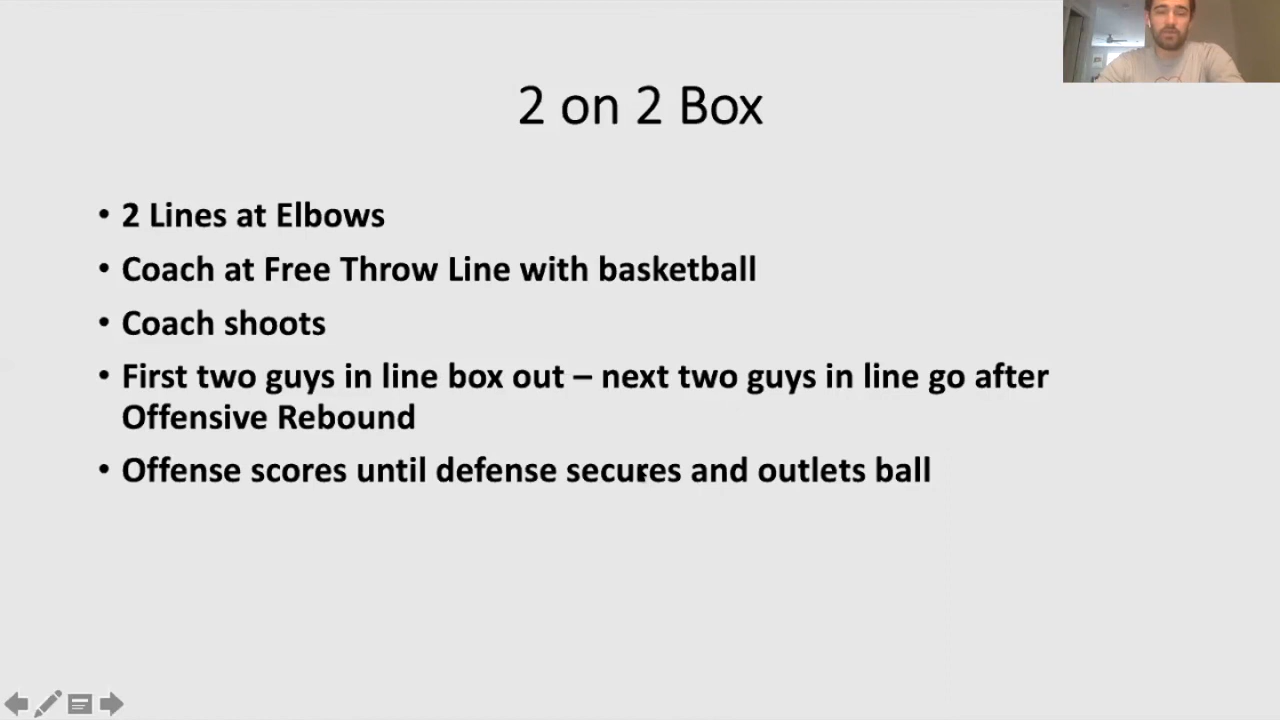 2 on 2 Box
• 2 Lines at Elbows
• Coach at Free Throw Line with basketball
• Coach shoots
• First two guys in line box out – next two guys in line go after
Offensive Rebound
• Offense scores until defense secures and outlets ball